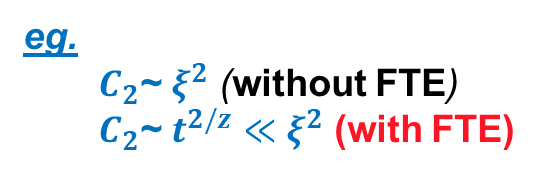 eg.
C₂~ ξ² (without FTE)
C₂~ t^{2/z} ≪ ξ² (with FTE)